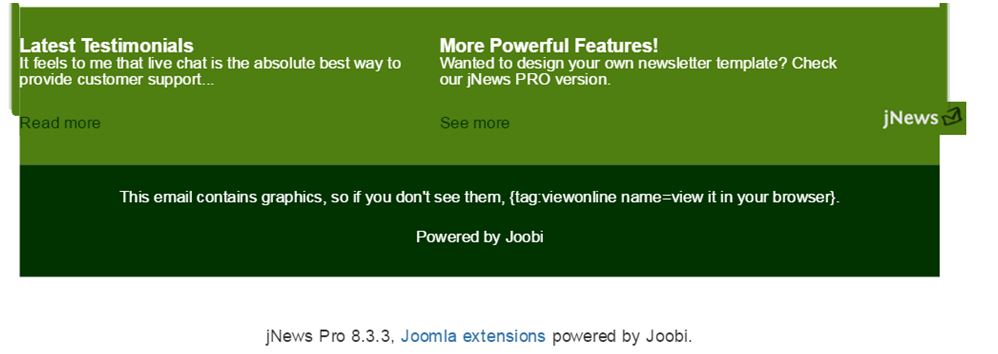 Latest Testimonials
It feels to me that live chat is the absolute best way to
provide customer support...
Read more
More Powerful Features!
Wanted to design your own newsletter template? Check
our jNews PRO version.
See more
jNews
This email contains graphics, so if you don't see them, {tag:viewonline name=view it in your browser}.
Powered by Joobi
jNews Pro 8.3.3, Joomla extensions powered by Joobi.